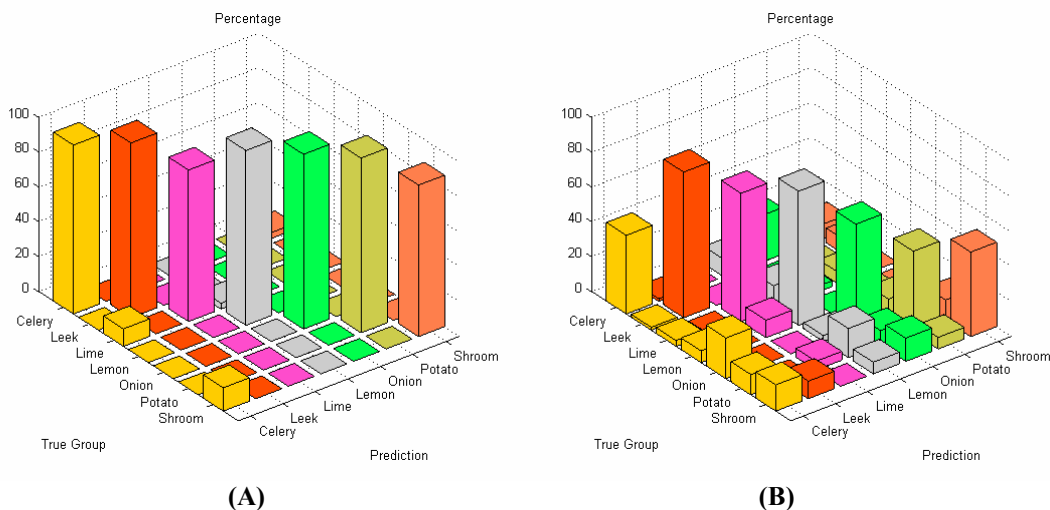 Percentage
100
80
60
40
20
0
Celery
Leek
Lime
Lemon
Onion
Potato
Shroom
True Group
Celery
Leek
Lime
Lemon
Onion
Potato
Shroom
Prediction
(A)
Percentage
100
80
60
40
20
0
Celery
Leek
Lime
Lemon
Onion
Potato
Shroom
True Group
Celery
Leek
Lime
Lemon
Onion
Potato
Shroom
Prediction
(B)